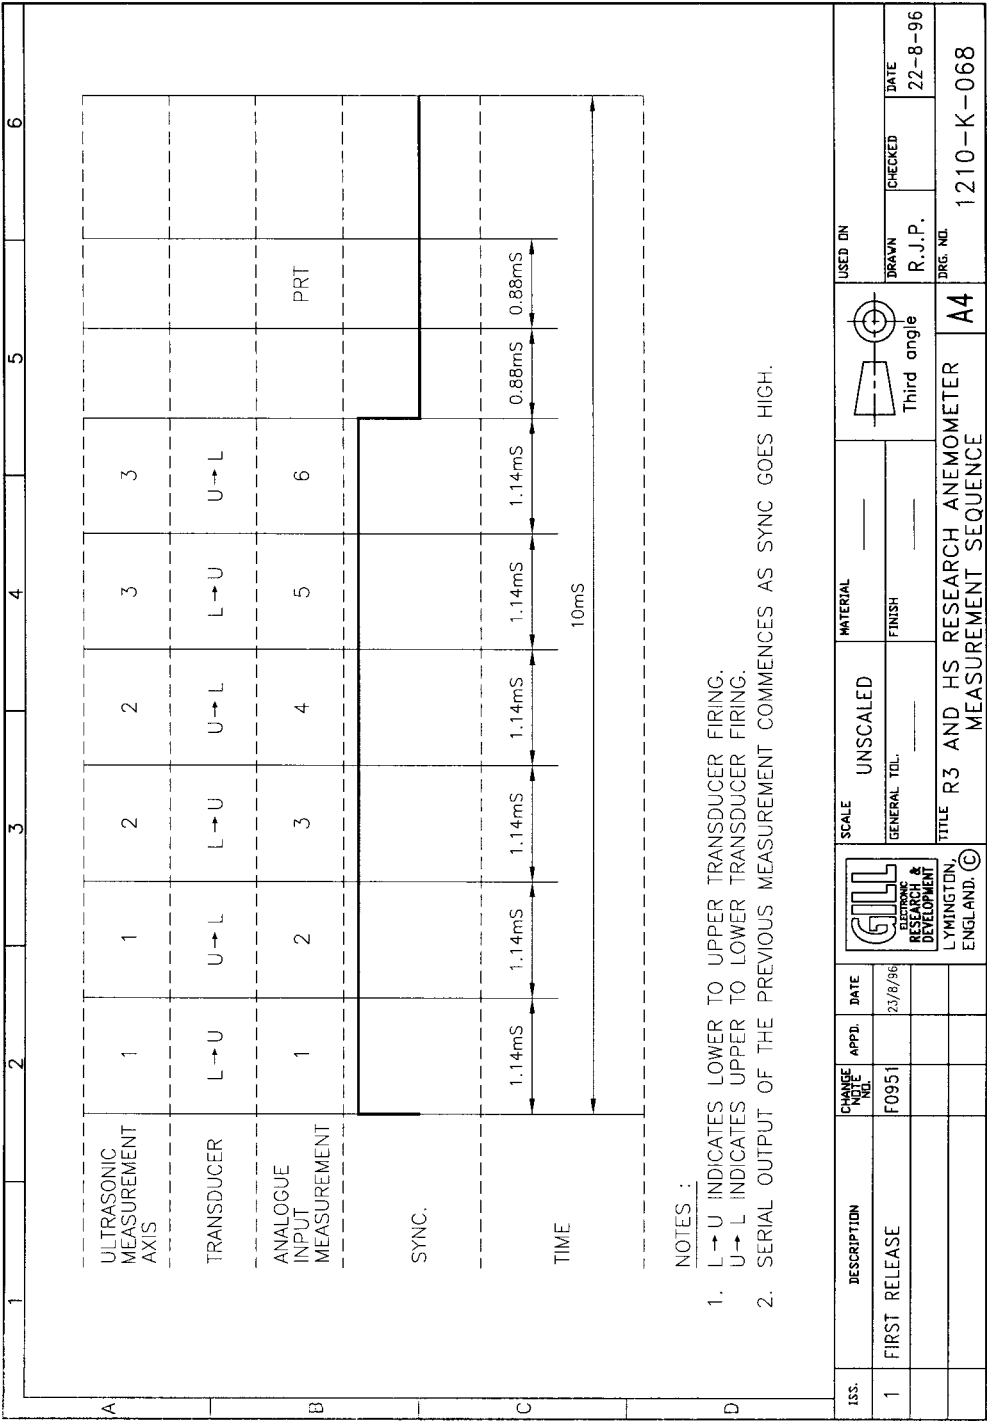 1 2 3 4 5 6
A
B
C
D
ULTRASONIC
MEASUREMENT
AXIS
1 1 2 2 3 3
TRANSDUCER
L→U U→L L→U U→L L→U U→L
ANALOGUE
INPUT
MEASUREMENT
1 2 3 4 5 6 PRT
SYNC.
TIME
1.14mS 1.14mS 1.14mS 1.14mS 1.14mS 1.14mS 0.88mS 0.88mS
10mS
NOTES :
1. L→U INDICATES LOWER TO UPPER TRANSDUCER FIRING.
U→L INDICATES UPPER TO LOWER TRANSDUCER FIRING.
2. SERIAL OUTPUT OF THE PREVIOUS MEASUREMENT COMMENCES AS SYNC GOES HIGH.
ISS.
DESCRIPTION
CHANGE
NOTE
NO.
APPD.
DATE
1
FIRST RELEASE
F0951
23/8/96
GILL
ELECTRONIC
RESEARCH &
DEVELOPMENT
LYMINGTON,
ENGLAND. ©
SCALE
UNSCALED
MATERIAL
GENERAL TOL.
FINISH
Third angle
USED ON
DRAWN
R.J.P.
CHECKED
DATE
22-8-96
TITLE R3 AND HS RESEARCH ANEMOMETER
MEASUREMENT SEQUENCE
A4
DRG. NO.
1210-K-068